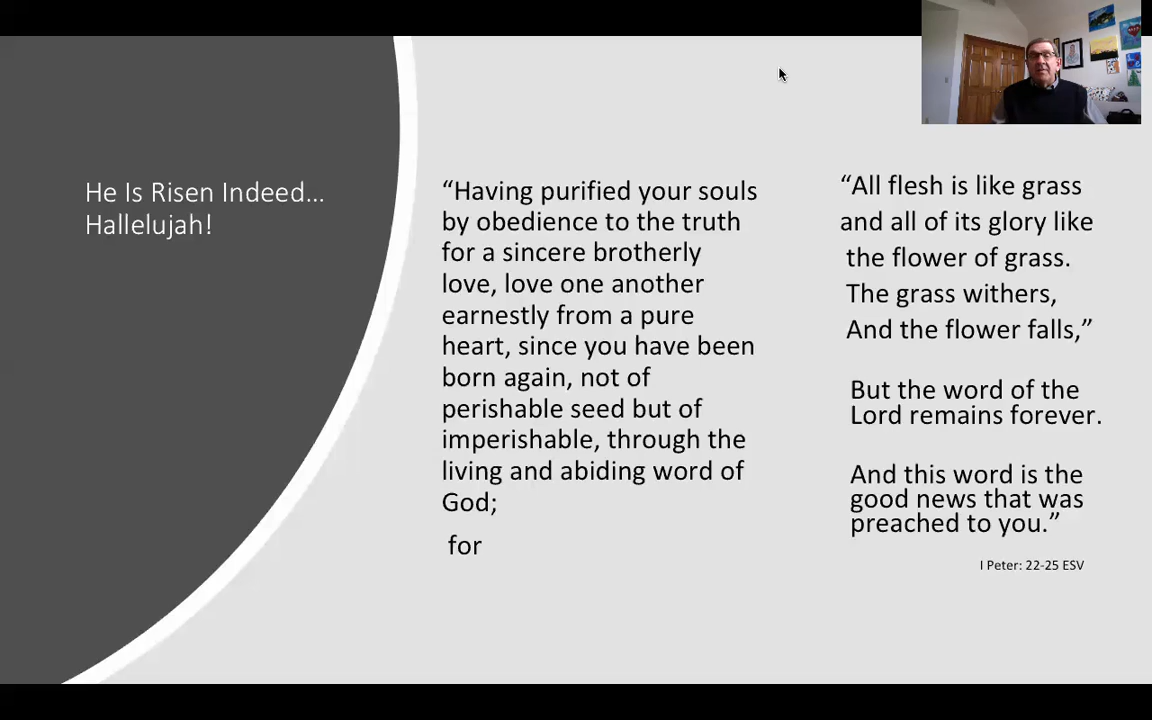 He Is Risen Indeed...
Hallelujah!
“Having purified your souls
by obedience to the truth
for a sincere brotherly
love, love one another
earnestly from a pure
heart, since you have been
born again, not of
perishable seed but of
imperishable, through the
living and abiding word of
God;
for
“All flesh is like grass
and all of its glory like
the flower of grass.
The grass withers,
And the flower falls,”
But the word of the
Lord remains forever.
And this word is the
good news that was
preached to you.”
I Peter: 22-25 ESV